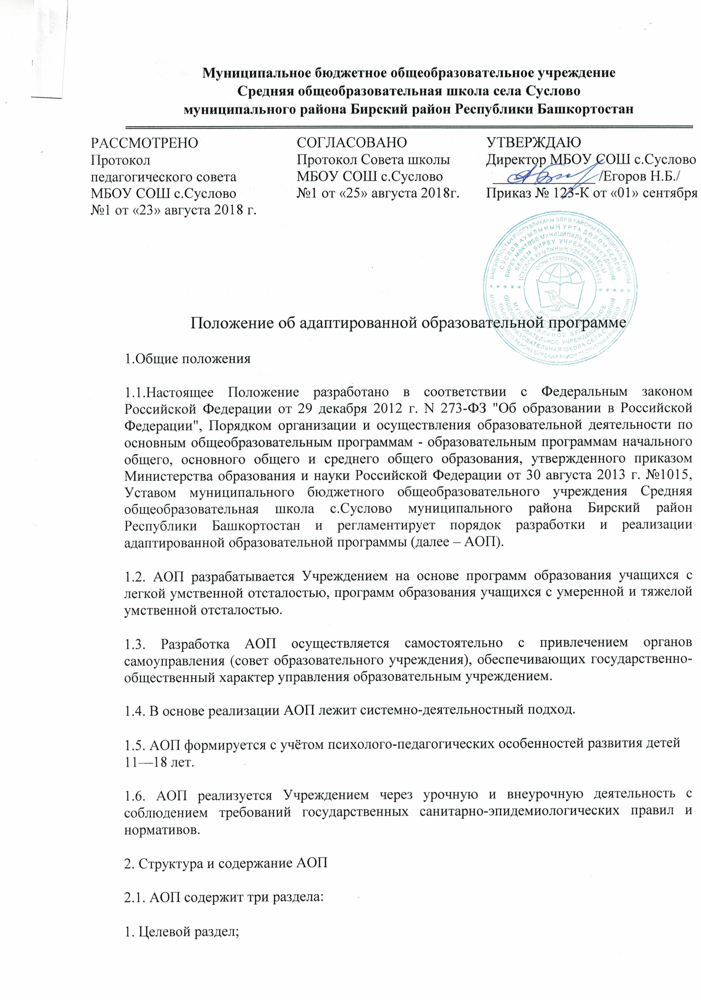 Муниципальное бюджетное общеобразовательное учреждение
Средняя общеобразовательная школа села Суслово
муниципального района Бирский район Республики Башкортостан
РАССМОТРЕНО
Протокол
педагогического совета
МБОУ СОШ с.Суслово
№1 от «23» августа 2018 г.
СОГЛАСОВАНО
Протокол Совета школы
МБОУ СОШ с.Суслово
№1 от «25» августа 2018г.
УТВЕРЖДАЮ
Директор МБОУ СОШ с.Суслово
/Егоров Н.Б./
Приказ № 123-К от «01» сентября
БАШҠОРТОСТАН РЕСПУБЛИКАҺЫ БӨРӨ РАЙОНЫ МУНИЦИПАЛЬ РАЙОНЫ
СУСЛОВ АУЫЛЫНЫҢ УРТА ДӨЙӨМ БЕЛЕМ
БИРЕҮ МӘКТӘБЕ МУНИЦИПАЛЬ БЮДЖЕТ ДӨЙӨМ
БЕЛЕМ БИРЕҮ УЧРЕЖДЕНИЕҺЫ
(СУСЛОВ АУЫЛЫНЫҢ УДББМ МБДББУ)
ОГРН 1020201683952
МУНИЦИПАЛЬНОЕ БЮДЖЕТНОЕ
ОБЩЕОБРАЗОВАТЕЛЬНОЕ УЧРЕЖДЕНИЕ СРЕДНЯЯ
ОБЩЕОБРАЗОВАТЕЛЬНАЯ ШКОЛА СЕЛА СУСЛОВО
МУНИЦИПАЛЬНОГО РАЙОНА БИРСКИЙ РАЙОН РЕСПУБЛИКИ БАШКОРТОСТАН
Положение об адаптированной образовательной программе
1.Общие положения
1.1.Настоящее Положение разработано в соответствии с Федеральным законом
Российской Федерации от 29 декабря 2012 г. N 273-ФЗ "Об образовании в Российской
Федерации", Порядком организации и осуществления образовательной деятельности по
основным общеобразовательным программам - образовательным программам начального
общего, основного общего и среднего общего образования, утвержденного приказом
Министерства образования и науки Российской Федерации от 30 августа 2013 г. №1015,
Уставом муниципального бюджетного общеобразовательного учреждения Средняя
общеобразовательная школа с.Суслово муниципального района Бирский район
Республики Башкортостан и регламентирует порядок разработки и реализации
адаптированной образовательной программы (далее – АОП).
1.2. АОП разрабатывается Учреждением на основе программ образования учащихся с
легкой умственной отсталостью, программ образования учащихся с умеренной и тяжелой
умственной отсталостью.
1.3. Разработка АОП осуществляется самостоятельно с привлечением органов
самоуправления (совет образовательного учреждения), обеспечивающих государственно-
общественный характер управления образовательным учреждением.
1.4. В основе реализации АОП лежит системно-деятельностный подход.
1.5. АОП формируется с учётом психолого-педагогических особенностей развития детей
11—18 лет.
1.6. АОП реализуется Учреждением через урочную и внеурочную деятельность с
соблюдением требований государственных санитарно-эпидемиологических правил и
нормативов.
2. Структура и содержание АОП
2.1. АОП содержит три раздела:
1. Целевой раздел;